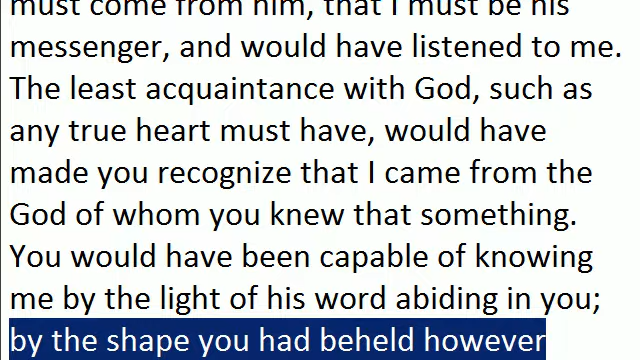 must come from him, that I must be his
messenger, and would have listened to me.
The least acquaintance with God, such as
any true heart must have, would have
made you recognize that I came from the
God of whom you knew that something.
You would have been capable of knowing
me by the light of his word abiding in you;
by the shape you had beheld however